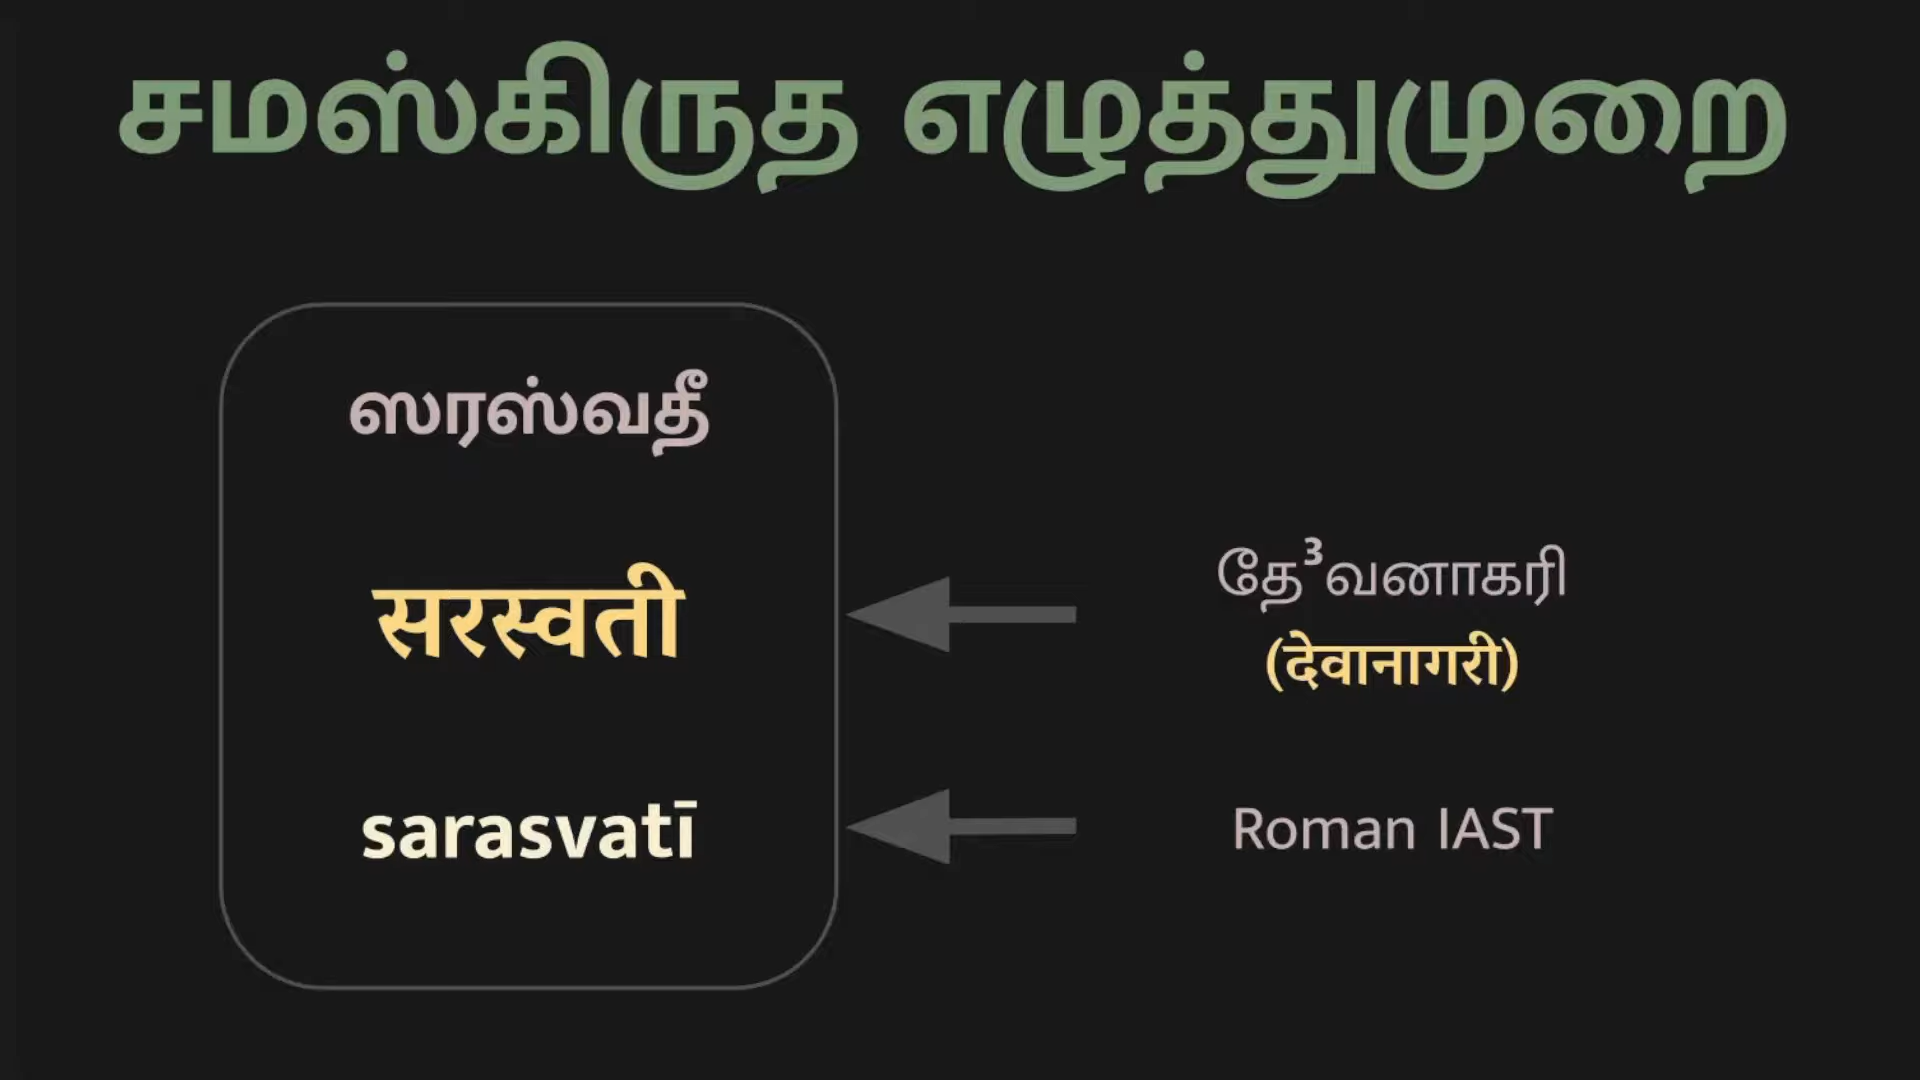 சமஸ்கிருத எழுத்துமுறை
ஸரஸ்வதீ
सरस्वती
தே³வனாகரி
(देवानागरी)
sarasvatī
Roman IAST